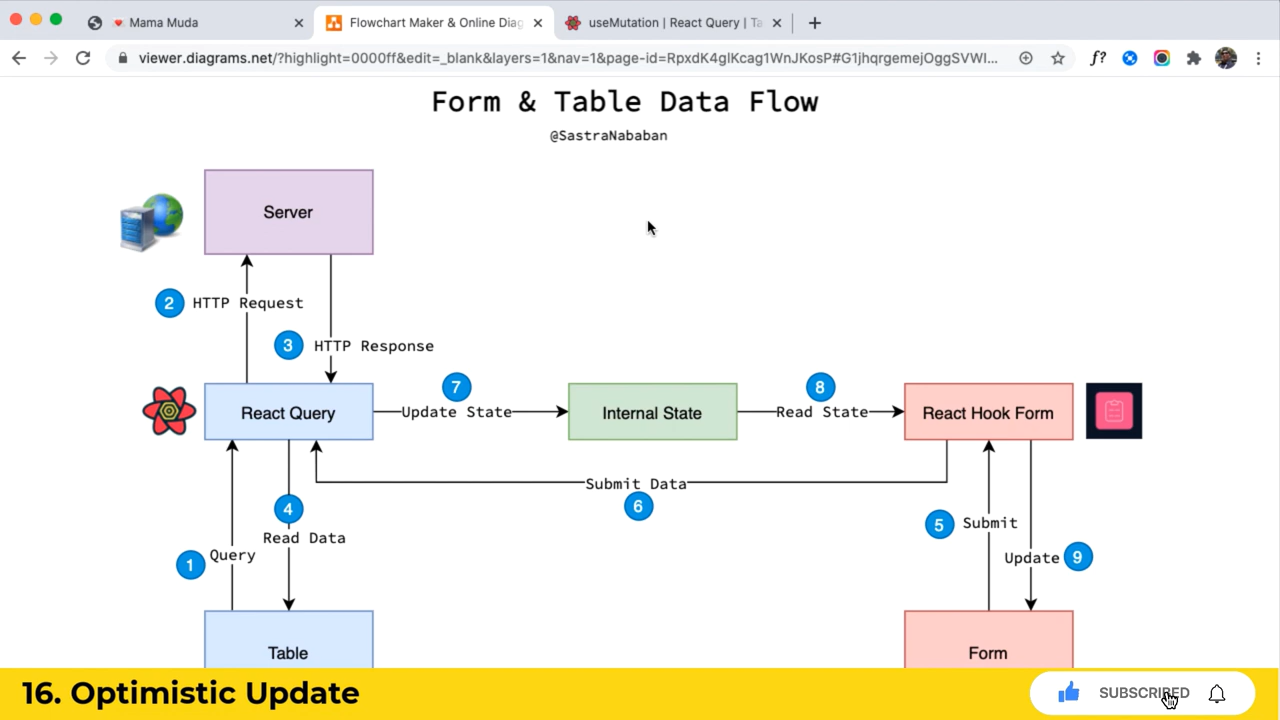 Mama Muda
Flowchart Maker & Online Diag
useMutation | React Query | Ta
viewer.diagrams.net/?highlight=0000ff&edit=_blank&layers=1&nav=1&page-id=RpxdK4glKcag1WnJKosP#G1jhqrgemejOggSVWI...
f?
Form & Table Data Flow
@SastraNababan
Server
2 HTTP Request
3 HTTP Response
React Query
7
Update State
Internal State
8
Read State
React Hook Form
Submit Data
6
4
Read Data
5 Submit
1 Query
Update 9
Table
Form
16. Optimistic Update
SUBSCRIBED